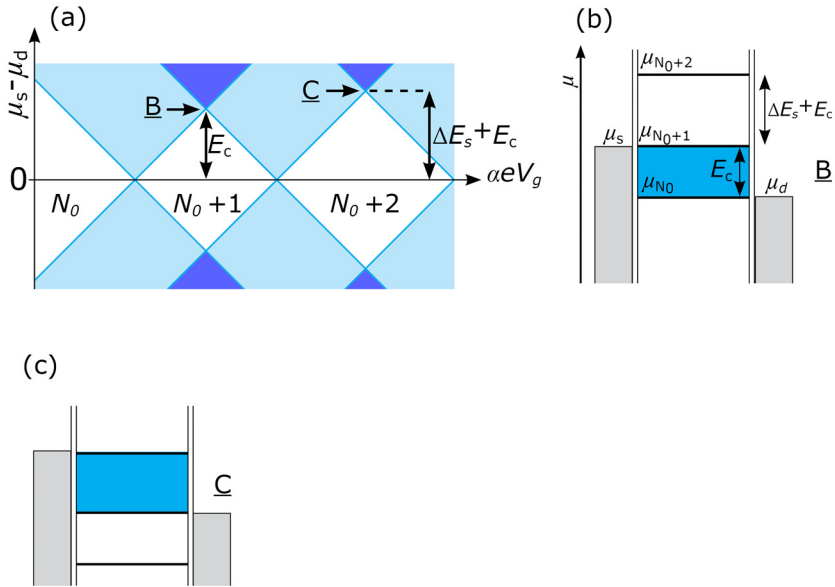 (a)
μs-μd
B
C
Ec
ΔEs+Ec
0
αeVg
N0
N0+1
N0+2
(b)
μ
μN0+2
ΔEs+Ec
μs
μN0+1
Ec
B
μN0
μd
(c)
C